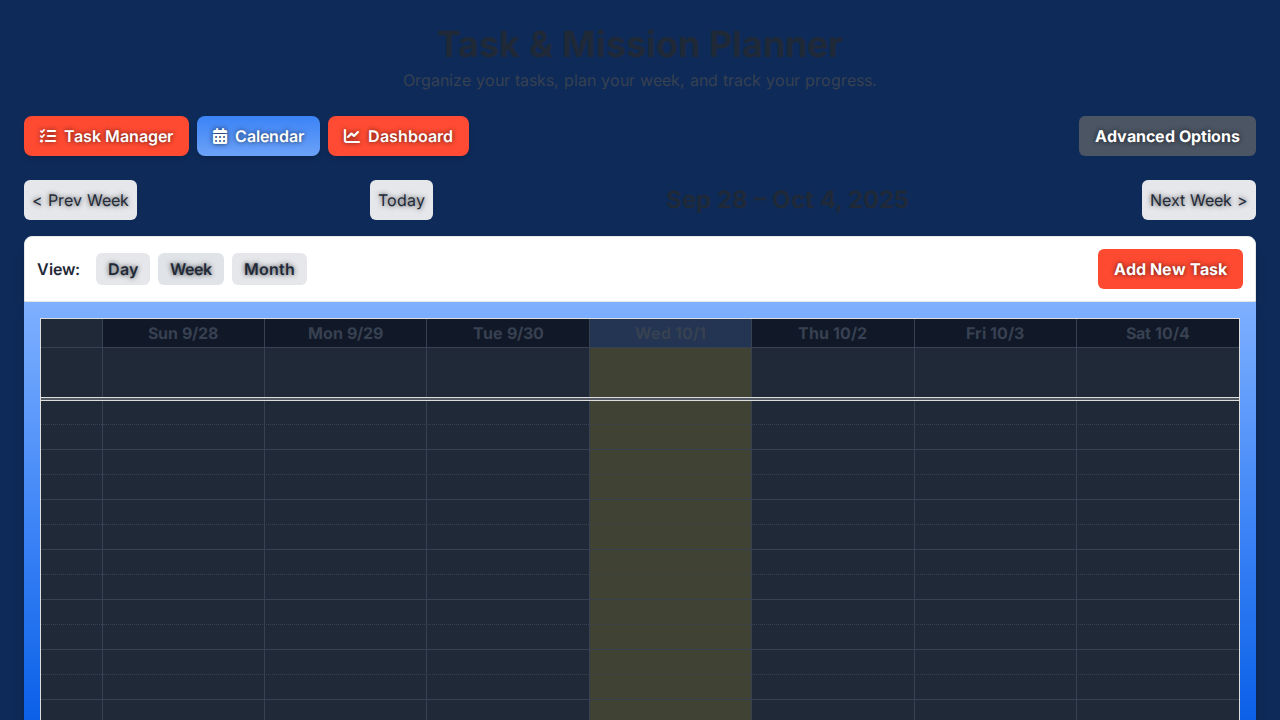 Task & Mission Planner
Organize your tasks, plan your week, and track your progress.
Task Manager
Calendar
Dashboard
Advanced Options
< Prev Week
Today
Sep 28 - Oct 4, 2025
Next Week >
View:
Day
Week
Month
Add New Task
Sun 9/28
Mon 9/29
Tue 9/30
Wed 10/1
Thu 10/2
Fri 10/3
Sat 10/4